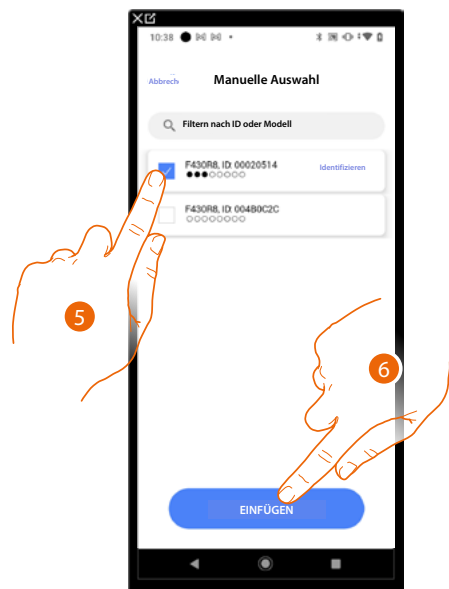 10:38
Abbrech
Manuelle Auswahl
Filtern nach ID oder Modell
F430R8, ID: 00020514
Identifizieren
F430R8, ID: 004B0C2C
5
6
EINFÜGEN